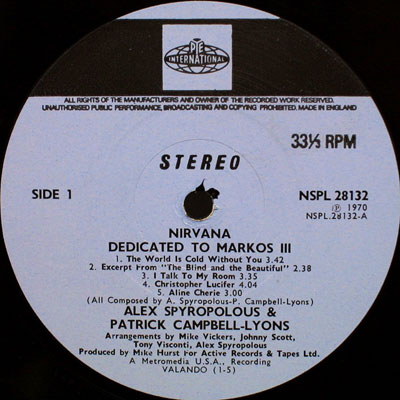 PYE
INTERNATIONAL
ALL RIGHTS OF THE MANUFACTURERS AND OWNER OF THE RECORDED WORK RESERVED.
UNAUTHORISED PUBLIC PERFORMANCE, BROADCASTING AND COPYING PROHIBITED. MADE IN ENGLAND
33⅓ RPM
STEREO
SIDE 1
NSPL 28132
Ⓟ 1970
NSPL.28132-A
NIRVANA
DEDICATED TO MARKOS III
1. The World Is Cold Without You 3.42
2. Excerpt From "The Blind and the Beautiful" 2.38
3. I Talk To My Room 3.35
4. Christopher Lucifer 4.04
5. Aline Cherie 3.00
(All Composed by A. Spyropolous-P. Campbell-Lyons)
ALEX SPYROPOLOUS &
PATRICK CAMPBELL-LYONS
Arrangements by Mike Vickers, Johnny Scott,
Tony Visconti, Alex Spyropolous
Produced by Mike Hurst For Active Records & Tapes Ltd.
A Metromedia U.S.A., Recording
VALANDO (1-5)